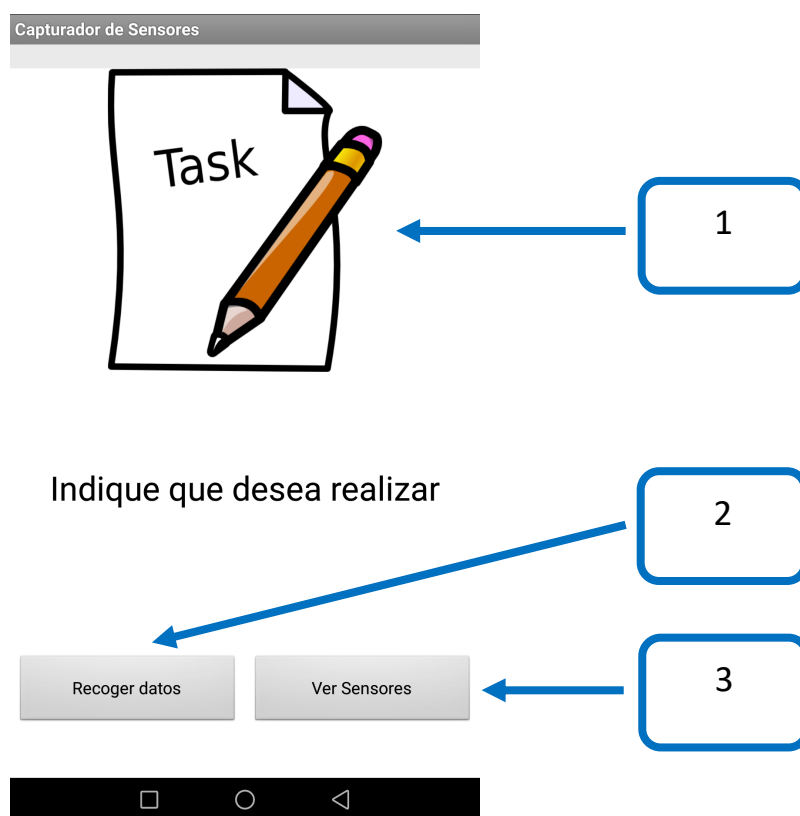 Capturador de Sensores
Task
1
Indique que desea realizar
2
Recoger datos
Ver Sensores
3